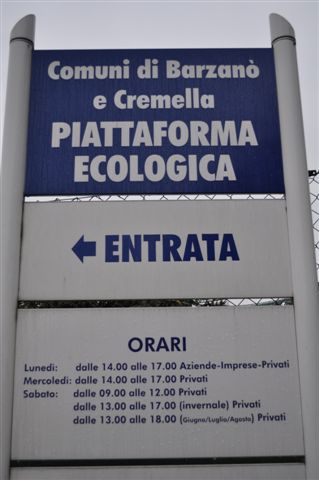 Comuni di Barzanò
e Cremella
PIATTAFORMA
ECOLOGICA
ENTRATA
ORARI
Lunedi: dalle 14.00 alle 17.00 Aziende-Imprese-Privati
Mercoledi: dalle 14.00 alle 17.00 Privati
Sabato: dalle 09.00 alle 12.00 Privati
dalle 13.00 alle 17.00 (invernale) Privati
dalle 13.00 alle 18.00 (Giugno/Luglio/Agosto) Privati